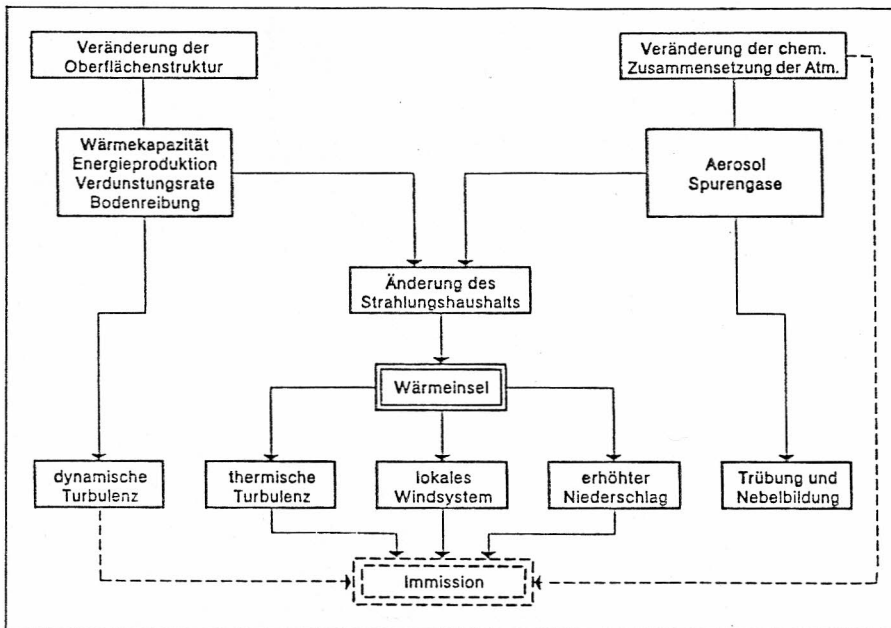 Veränderung der
Oberflächenstruktur
Veränderung der chem.
Zusammensetzung der Atm.
Wärmekapazität
Energieproduktion
Verdunstungsrate
Bodenreibung
Aerosol
Spurengase
Änderung des
Strahlungshaushalts
Wärmeinsel
dynamische
Turbulenz
thermische
Turbulenz
lokales
Windsystem
erhöhter
Niederschlag
Trübung und
Nebelbildung
Immission